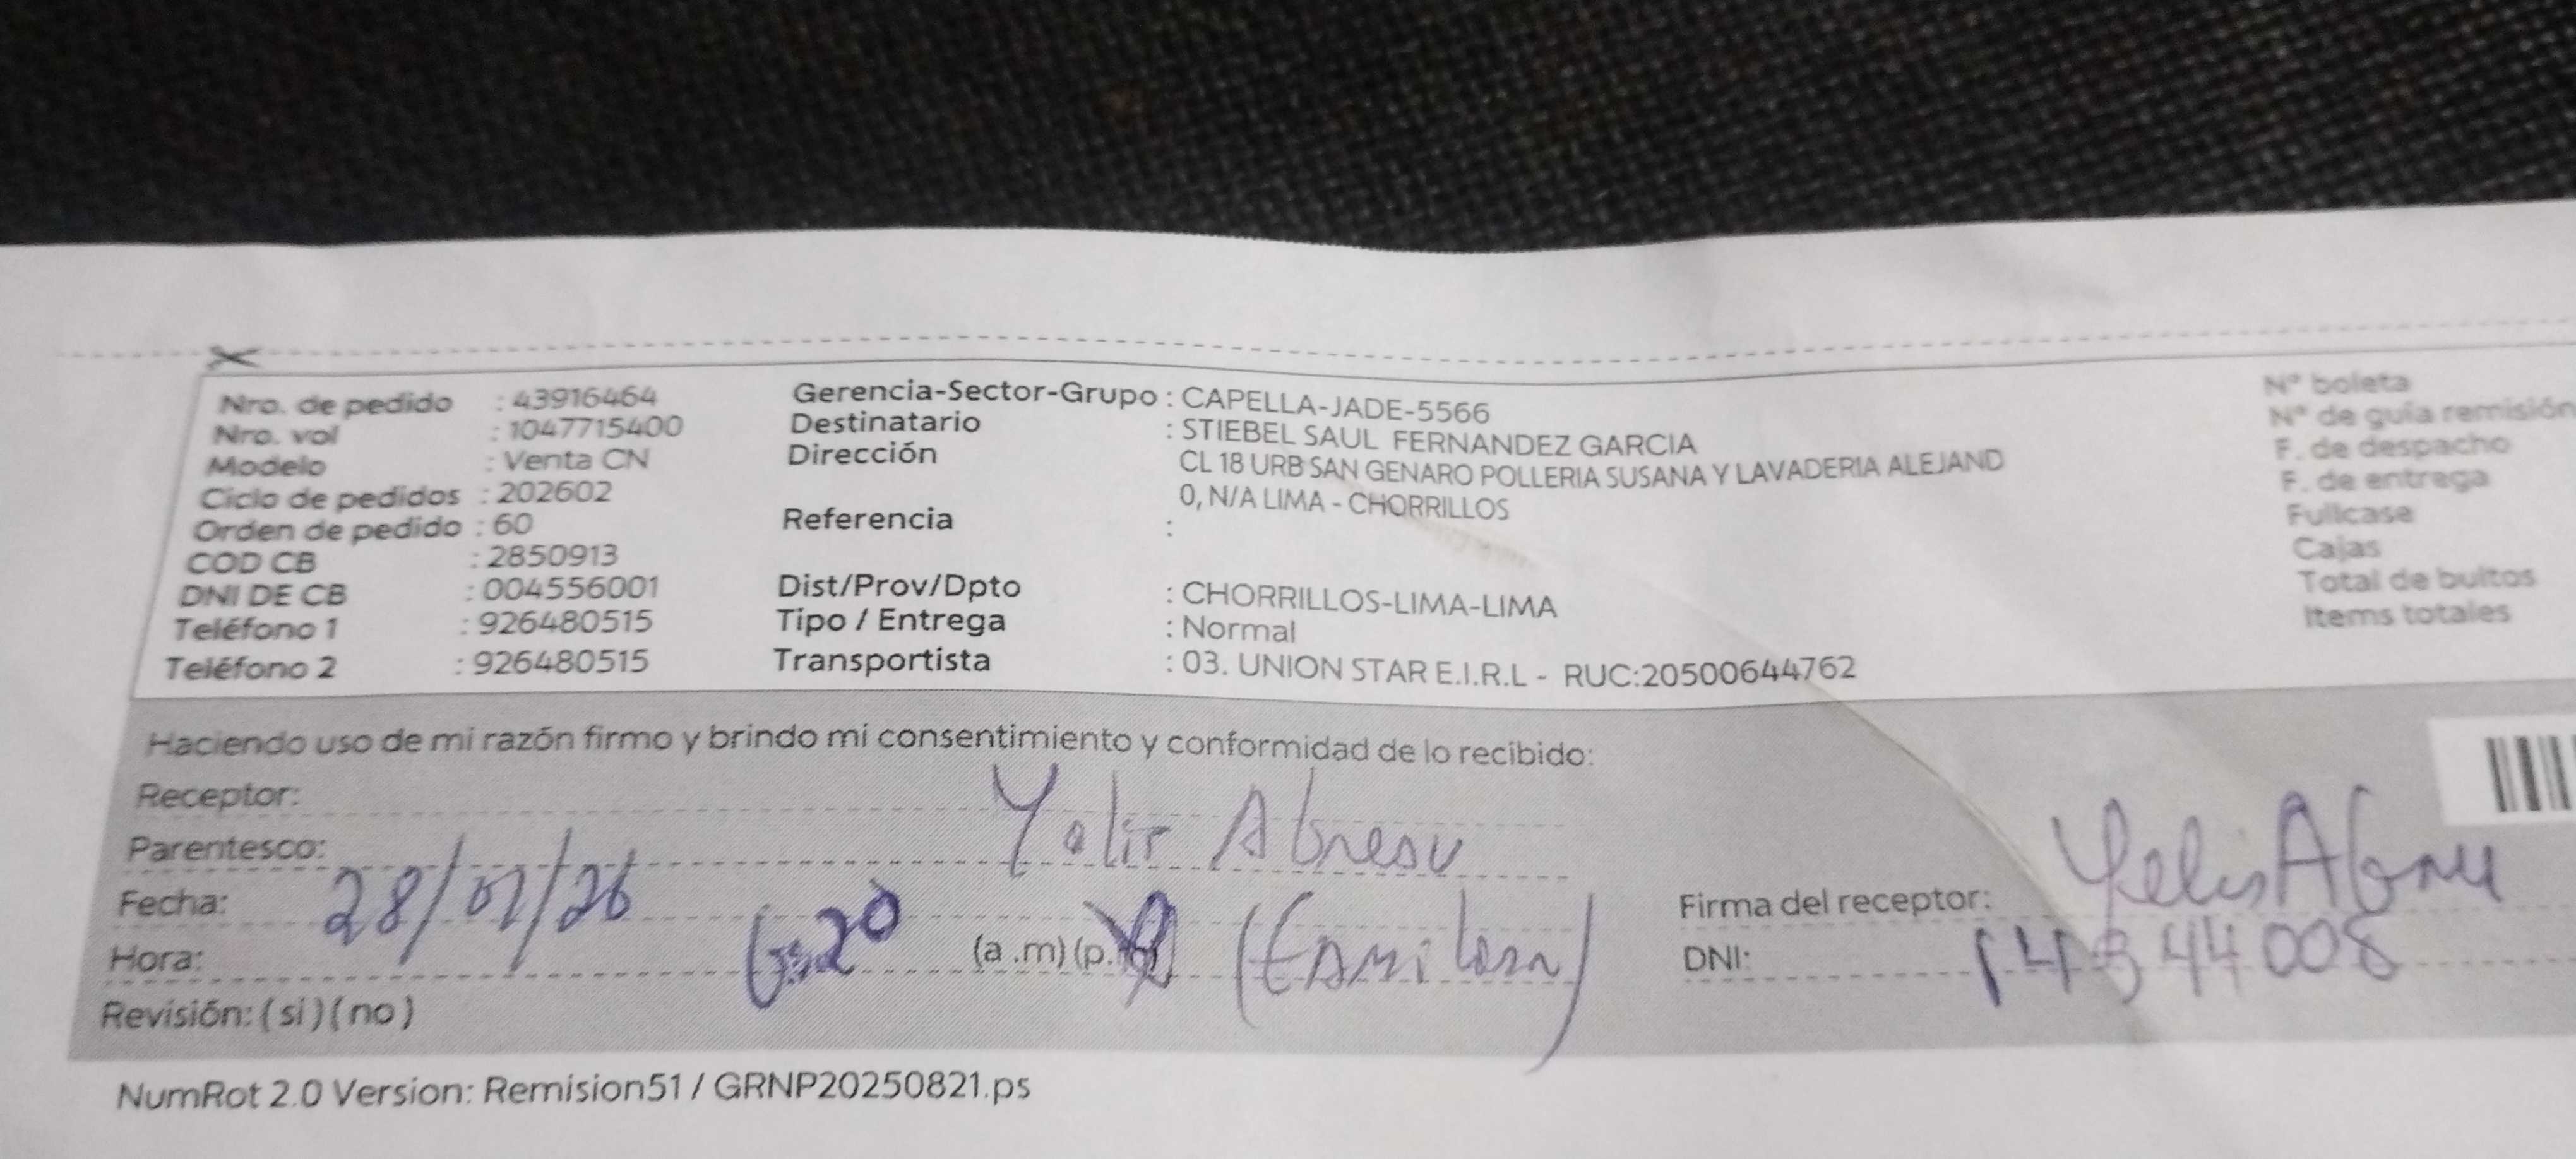 Nro. de pedido : 43916464
Nro. vol : 1047715400
Modelo : Venta CN
Ciclo de pedidos : 202602
Orden de pedido : 60
COD CB : 2850913
DNI DE CB : 004556001
Teléfono 1 : 926480515
Teléfono 2 : 926480515
Gerencia-Sector-Grupo : CAPELLA-JADE-5566
Destinatario : STIEBEL SAUL FERNANDEZ GARCIA
Dirección CL 18 URB SAN GENARO POLLERIA SUSANA Y LAVADERIA ALEJAND
0, N/A LIMA - CHORRILLOS
Referencia :
Dist/Prov/Dpto : CHORRILLOS-LIMA-LIMA
Tipo / Entrega : Normal
Transportista : 03. UNION STAR E.I.R.L - RUC:20500644762
N° boleta
N° de guía remisión
F. de despacho
F. de entrega
Fullcase
Cajas
Total de bultos
Items totales
Haciendo uso de mi razón firmo y brindo mi consentimiento y conformidad de lo recibido:
Receptor:
Parentesco:
Fecha: 28/01/26
Hora: (a .m) (p.
Revisión: ( si ) ( no )
Firma del receptor:
DNI:
NumRot 2.0 Version: Remision51 / GRNP20250821.ps